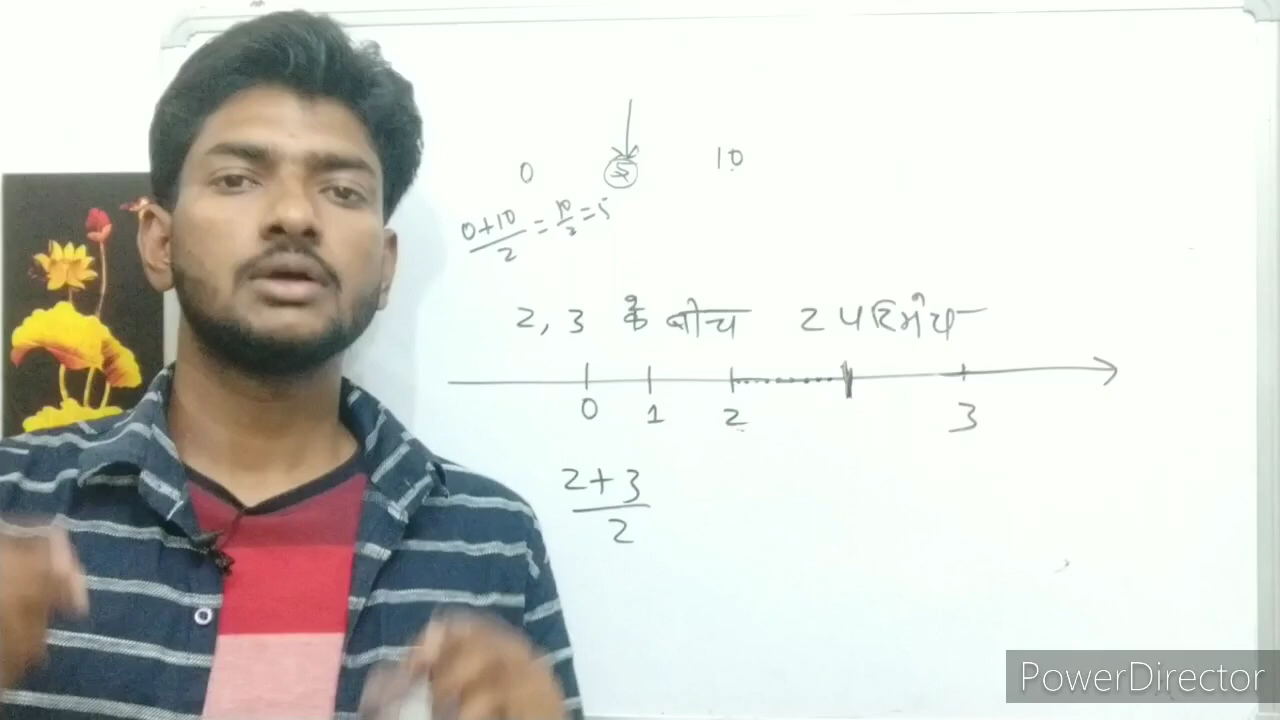 0 5 10
0+10/2 = 10/2 = 5
2, 3 के बीच 2 परिमेय
0 1 2 3
2+3/2
PowerDirector